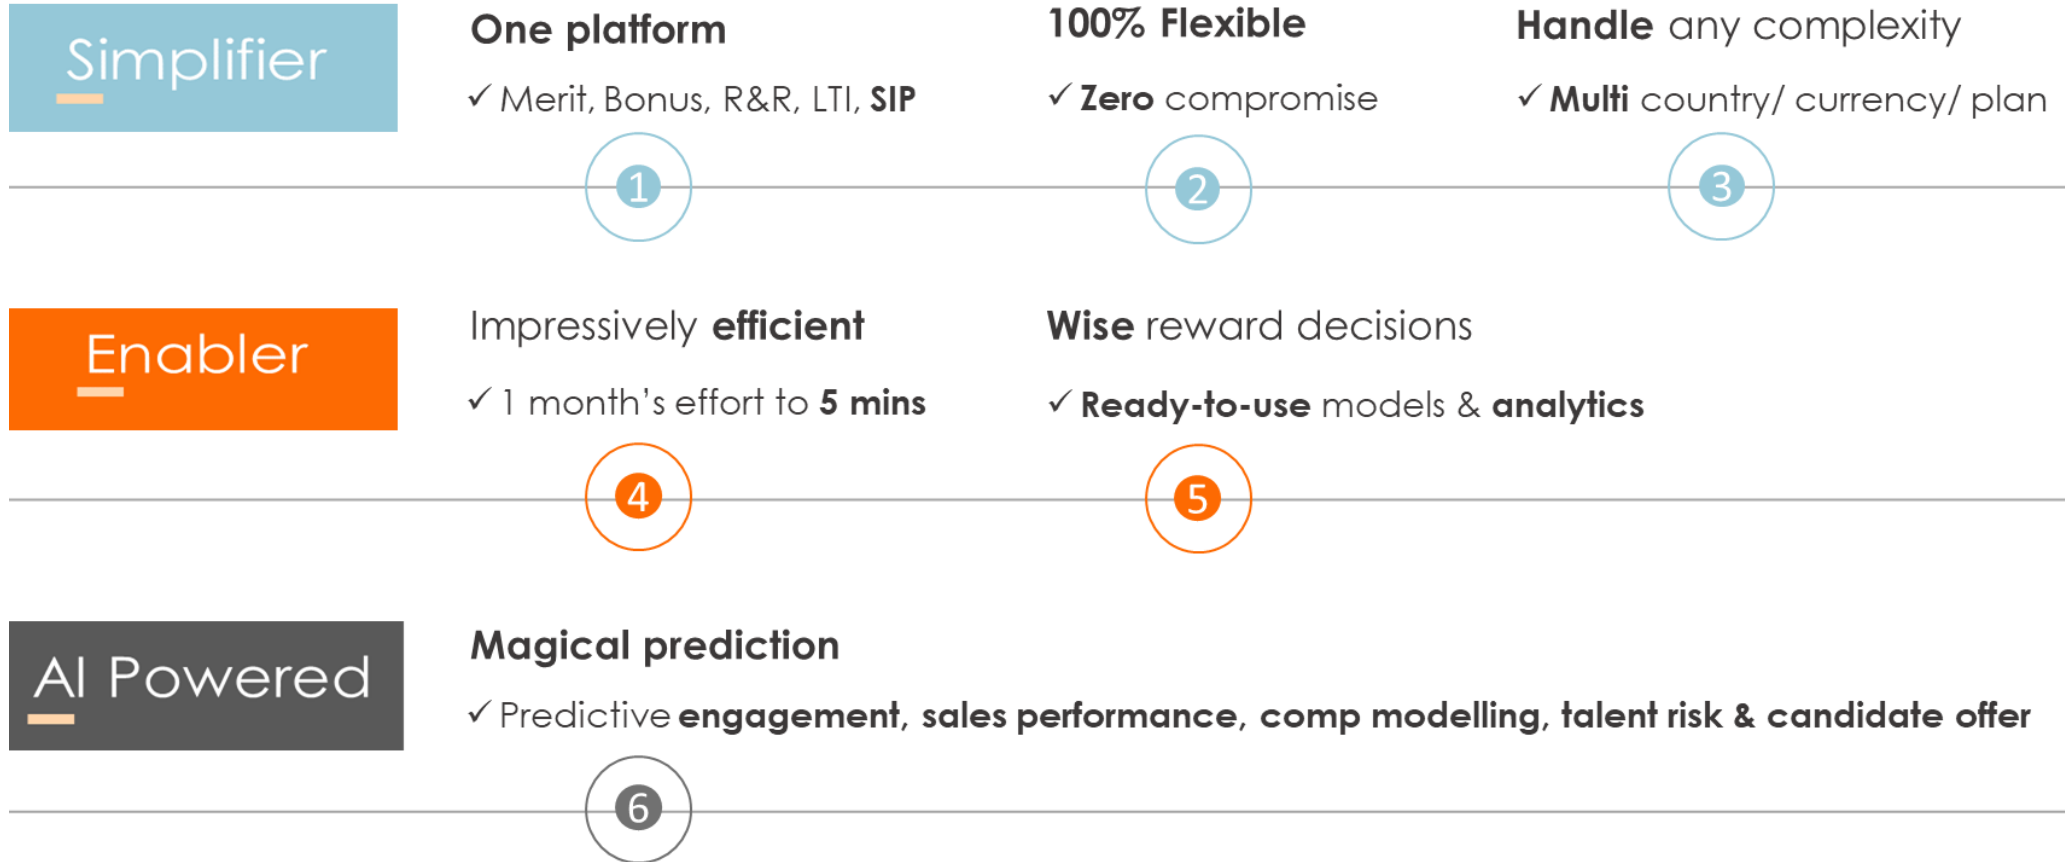 Simplifier
One platform
✓ Merit, Bonus, R&R, LTI, SIP
1
100% Flexible
✓ Zero compromise
2
Handle any complexity
✓ Multi country/ currency/ plan
3
Enabler
Impressively efficient
✓ 1 month's effort to 5 mins
4
Wise reward decisions
✓ Ready-to-use models & analytics
5
AI Powered
Magical prediction
✓ Predictive engagement, sales performance, comp modelling, talent risk & candidate offer
6